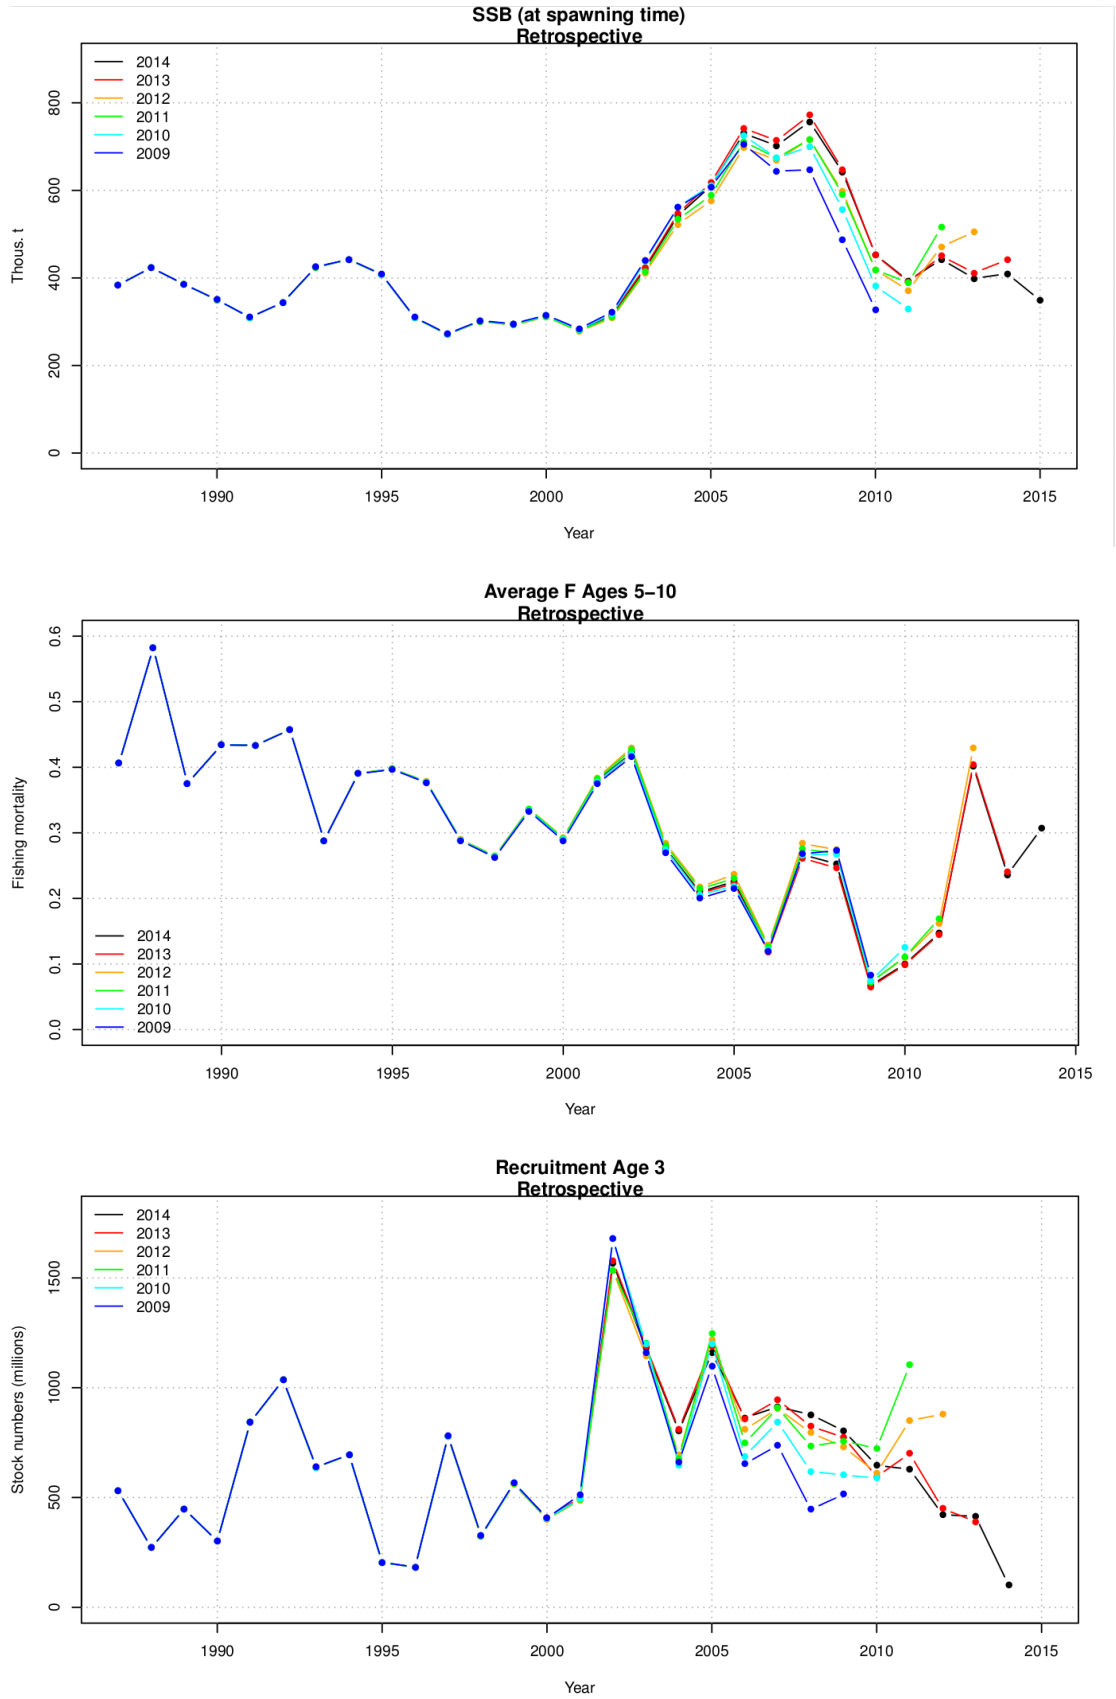 SSB (at spawning time)
Retrospective
2014
2013
2012
2011
2010
2009
800
600
400
200
0
Thous. t
1990 1995 2000 2005 2010 2015
Year
Average F Ages 5−10
Retrospective
0.6
0.5
0.4
0.3
0.2
0.1
0.0
Fishing mortality
2014
2013
2012
2011
2010
2009
1990 1995 2000 2005 2010 2015
Year
Recruitment Age 3
Retrospective
2014
2013
2012
2011
2010
2009
1500
1000
500
0
Stock numbers (millions)
1990 1995 2000 2005 2010 2015
Year